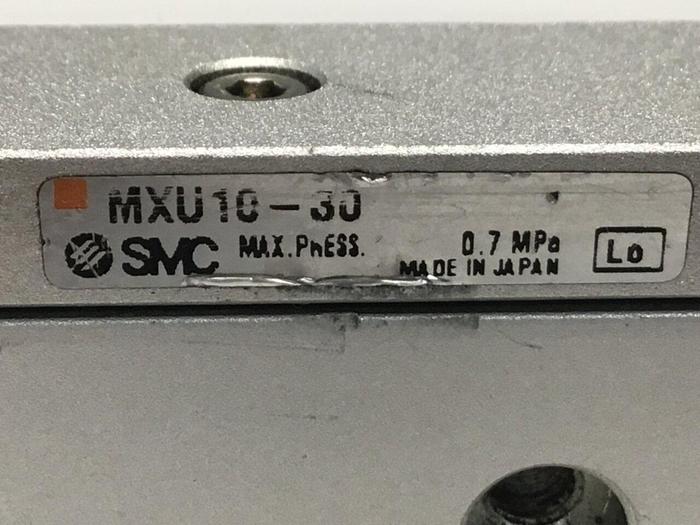 MXU10-30
SMC MAX.PRESS. 0.7 MPa
MADE IN JAPAN
Lo